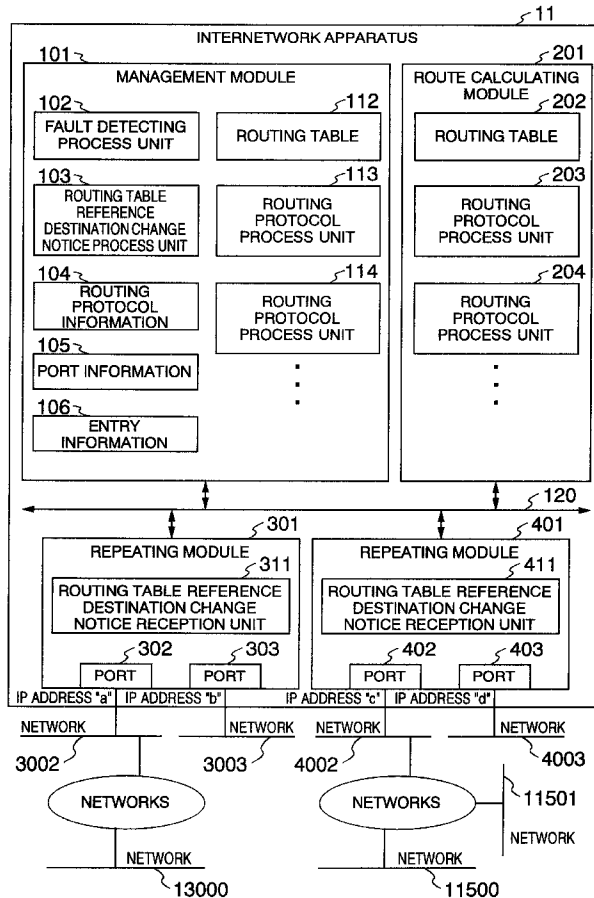 11
INTERNETWORK APPARATUS
101
MANAGEMENT MODULE
102
FAULT DETECTING
PROCESS UNIT
103
ROUTING TABLE
REFERENCE
DESTINATION CHANGE
NOTICE PROCESS UNIT
104
ROUTING
PROTOCOL
INFORMATION
105
PORT INFORMATION
106
ENTRY
INFORMATION
112
ROUTING TABLE
113
ROUTING
PROTOCOL
PROCESS UNIT
114
ROUTING
PROTOCOL
PROCESS UNIT
201
ROUTE CALCULATING
MODULE
202
ROUTING TABLE
203
ROUTING
PROTOCOL
PROCESS UNIT
204
ROUTING
PROTOCOL
PROCESS UNIT
120
301
REPEATING MODULE
311
ROUTING TABLE REFERENCE
DESTINATION CHANGE
NOTICE RECEPTION UNIT
302
PORT
303
PORT
401
REPEATING MODULE
411
ROUTING TABLE REFERENCE
DESTINATION CHANGE
NOTICE RECEPTION UNIT
402
PORT
403
PORT
IP ADDRESS "a"
IP ADDRESS "b"
IP ADDRESS "c"
IP ADDRESS "d"
NETWORK
3002
NETWORK
3003
NETWORK
4002
NETWORK
4003
NETWORKS
NETWORK
13000
NETWORKS
NETWORK
11500
11501
NETWORK